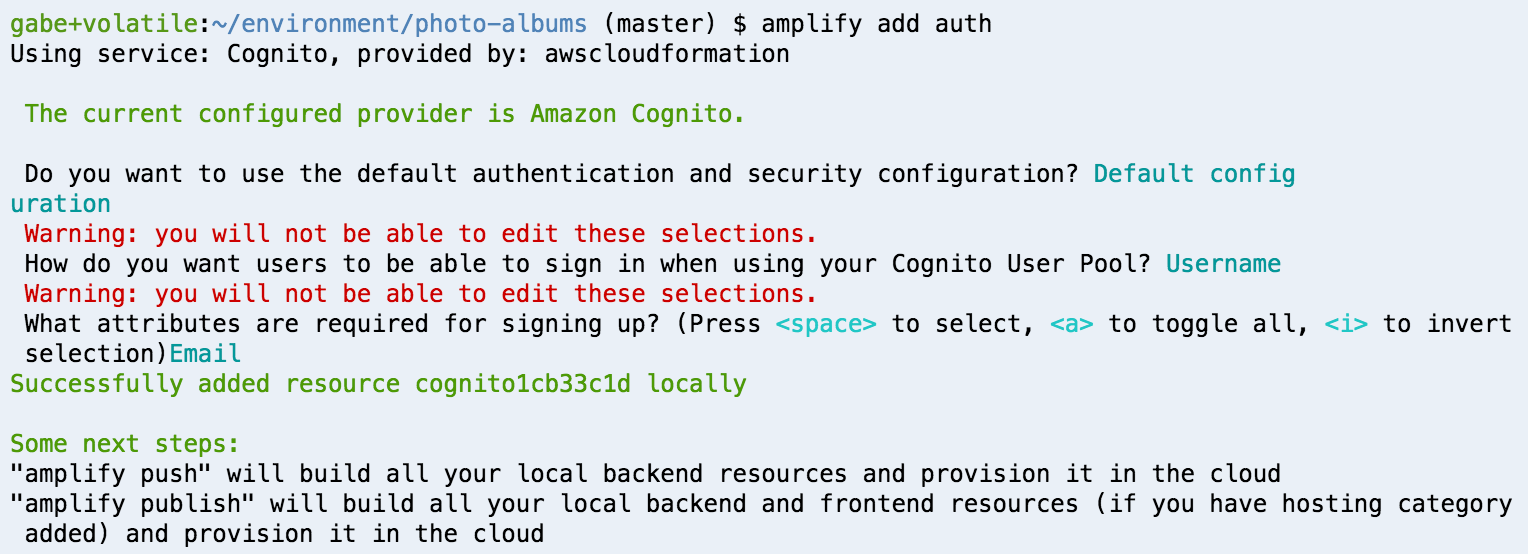 gabe+volatile:~/environment/photo-albums (master) $ amplify add auth
Using service: Cognito, provided by: awscloudformation
The current configured provider is Amazon Cognito.
Do you want to use the default authentication and security configuration? Default config
uration
Warning: you will not be able to edit these selections.
How do you want users to be able to sign in when using your Cognito User Pool? Username
Warning: you will not be able to edit these selections.
What attributes are required for signing up? (Press <space> to select, <a> to toggle all, <i> to invert
selection)Email
Successfully added resource cognito1cb33c1d locally
Some next steps:
"amplify push" will build all your local backend resources and provision it in the cloud
"amplify publish" will build all your local backend and frontend resources (if you have hosting category
added) and provision it in the cloud